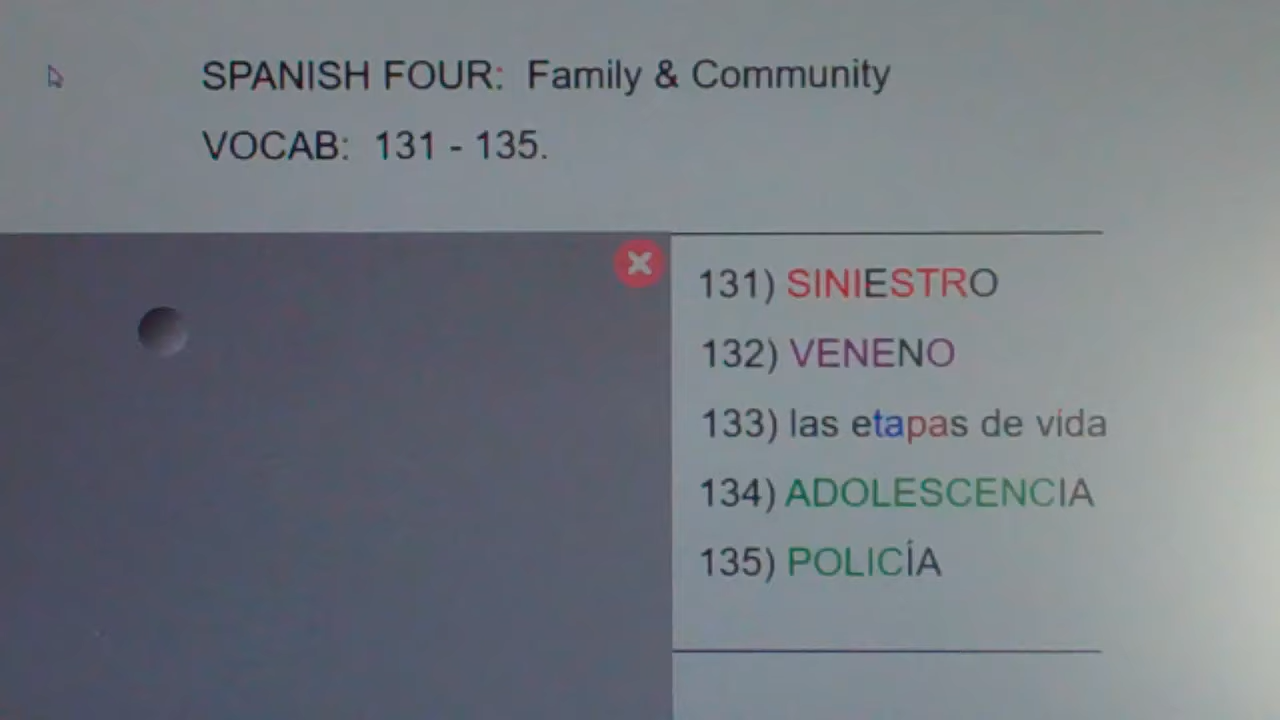 SPANISH FOUR: Family & Community
VOCAB: 131 - 135.
131) SINIESTRO
132) VENENO
133) las etapas de vida
134) ADOLESCENCIA
135) POLICÍA